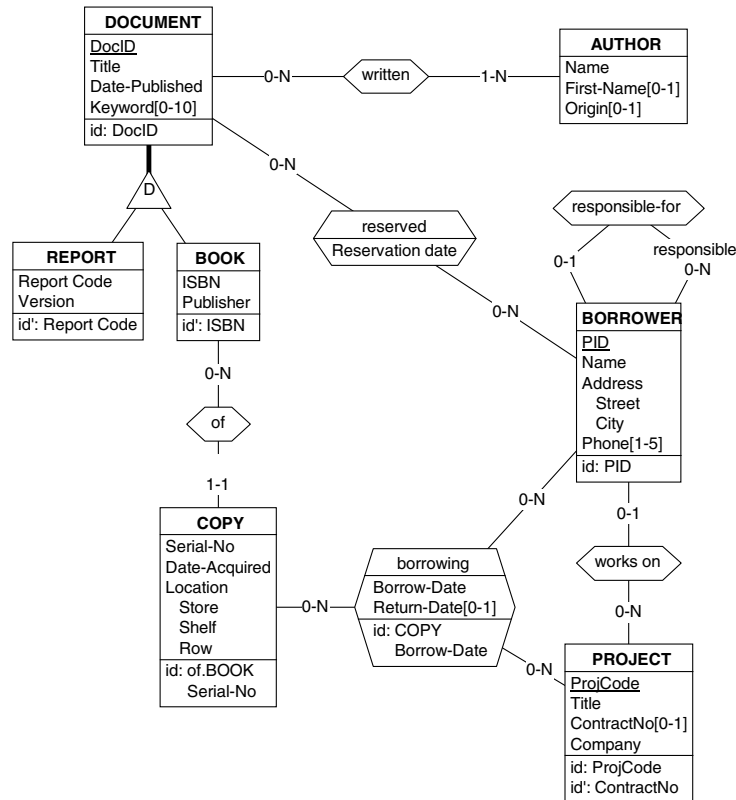 DOCUMENT
DocID
Title
Date-Published
Keyword[0-10]
id: DocID
0-N
written
1-N
AUTHOR
Name
First-Name[0-1]
Origin[0-1]
0-N
D
reserved
Reservation date
0-N
responsible-for
0-1
responsible
0-N
REPORT
Report Code
Version
id': Report Code
BOOK
ISBN
Publisher
id': ISBN
BORROWER
PID
Name
Address
Street
City
Phone[1-5]
id: PID
0-N
of
1-1
COPY
Serial-No
Date-Acquired
Location
Store
Shelf
Row
id: of.BOOK
Serial-No
0-N
borrowing
Borrow-Date
Return-Date[0-1]
id: COPY
Borrow-Date
0-N
0-N
0-1
works on
0-N
PROJECT
ProjCode
Title
ContractNo[0-1]
Company
id: ProjCode
id': ContractNo